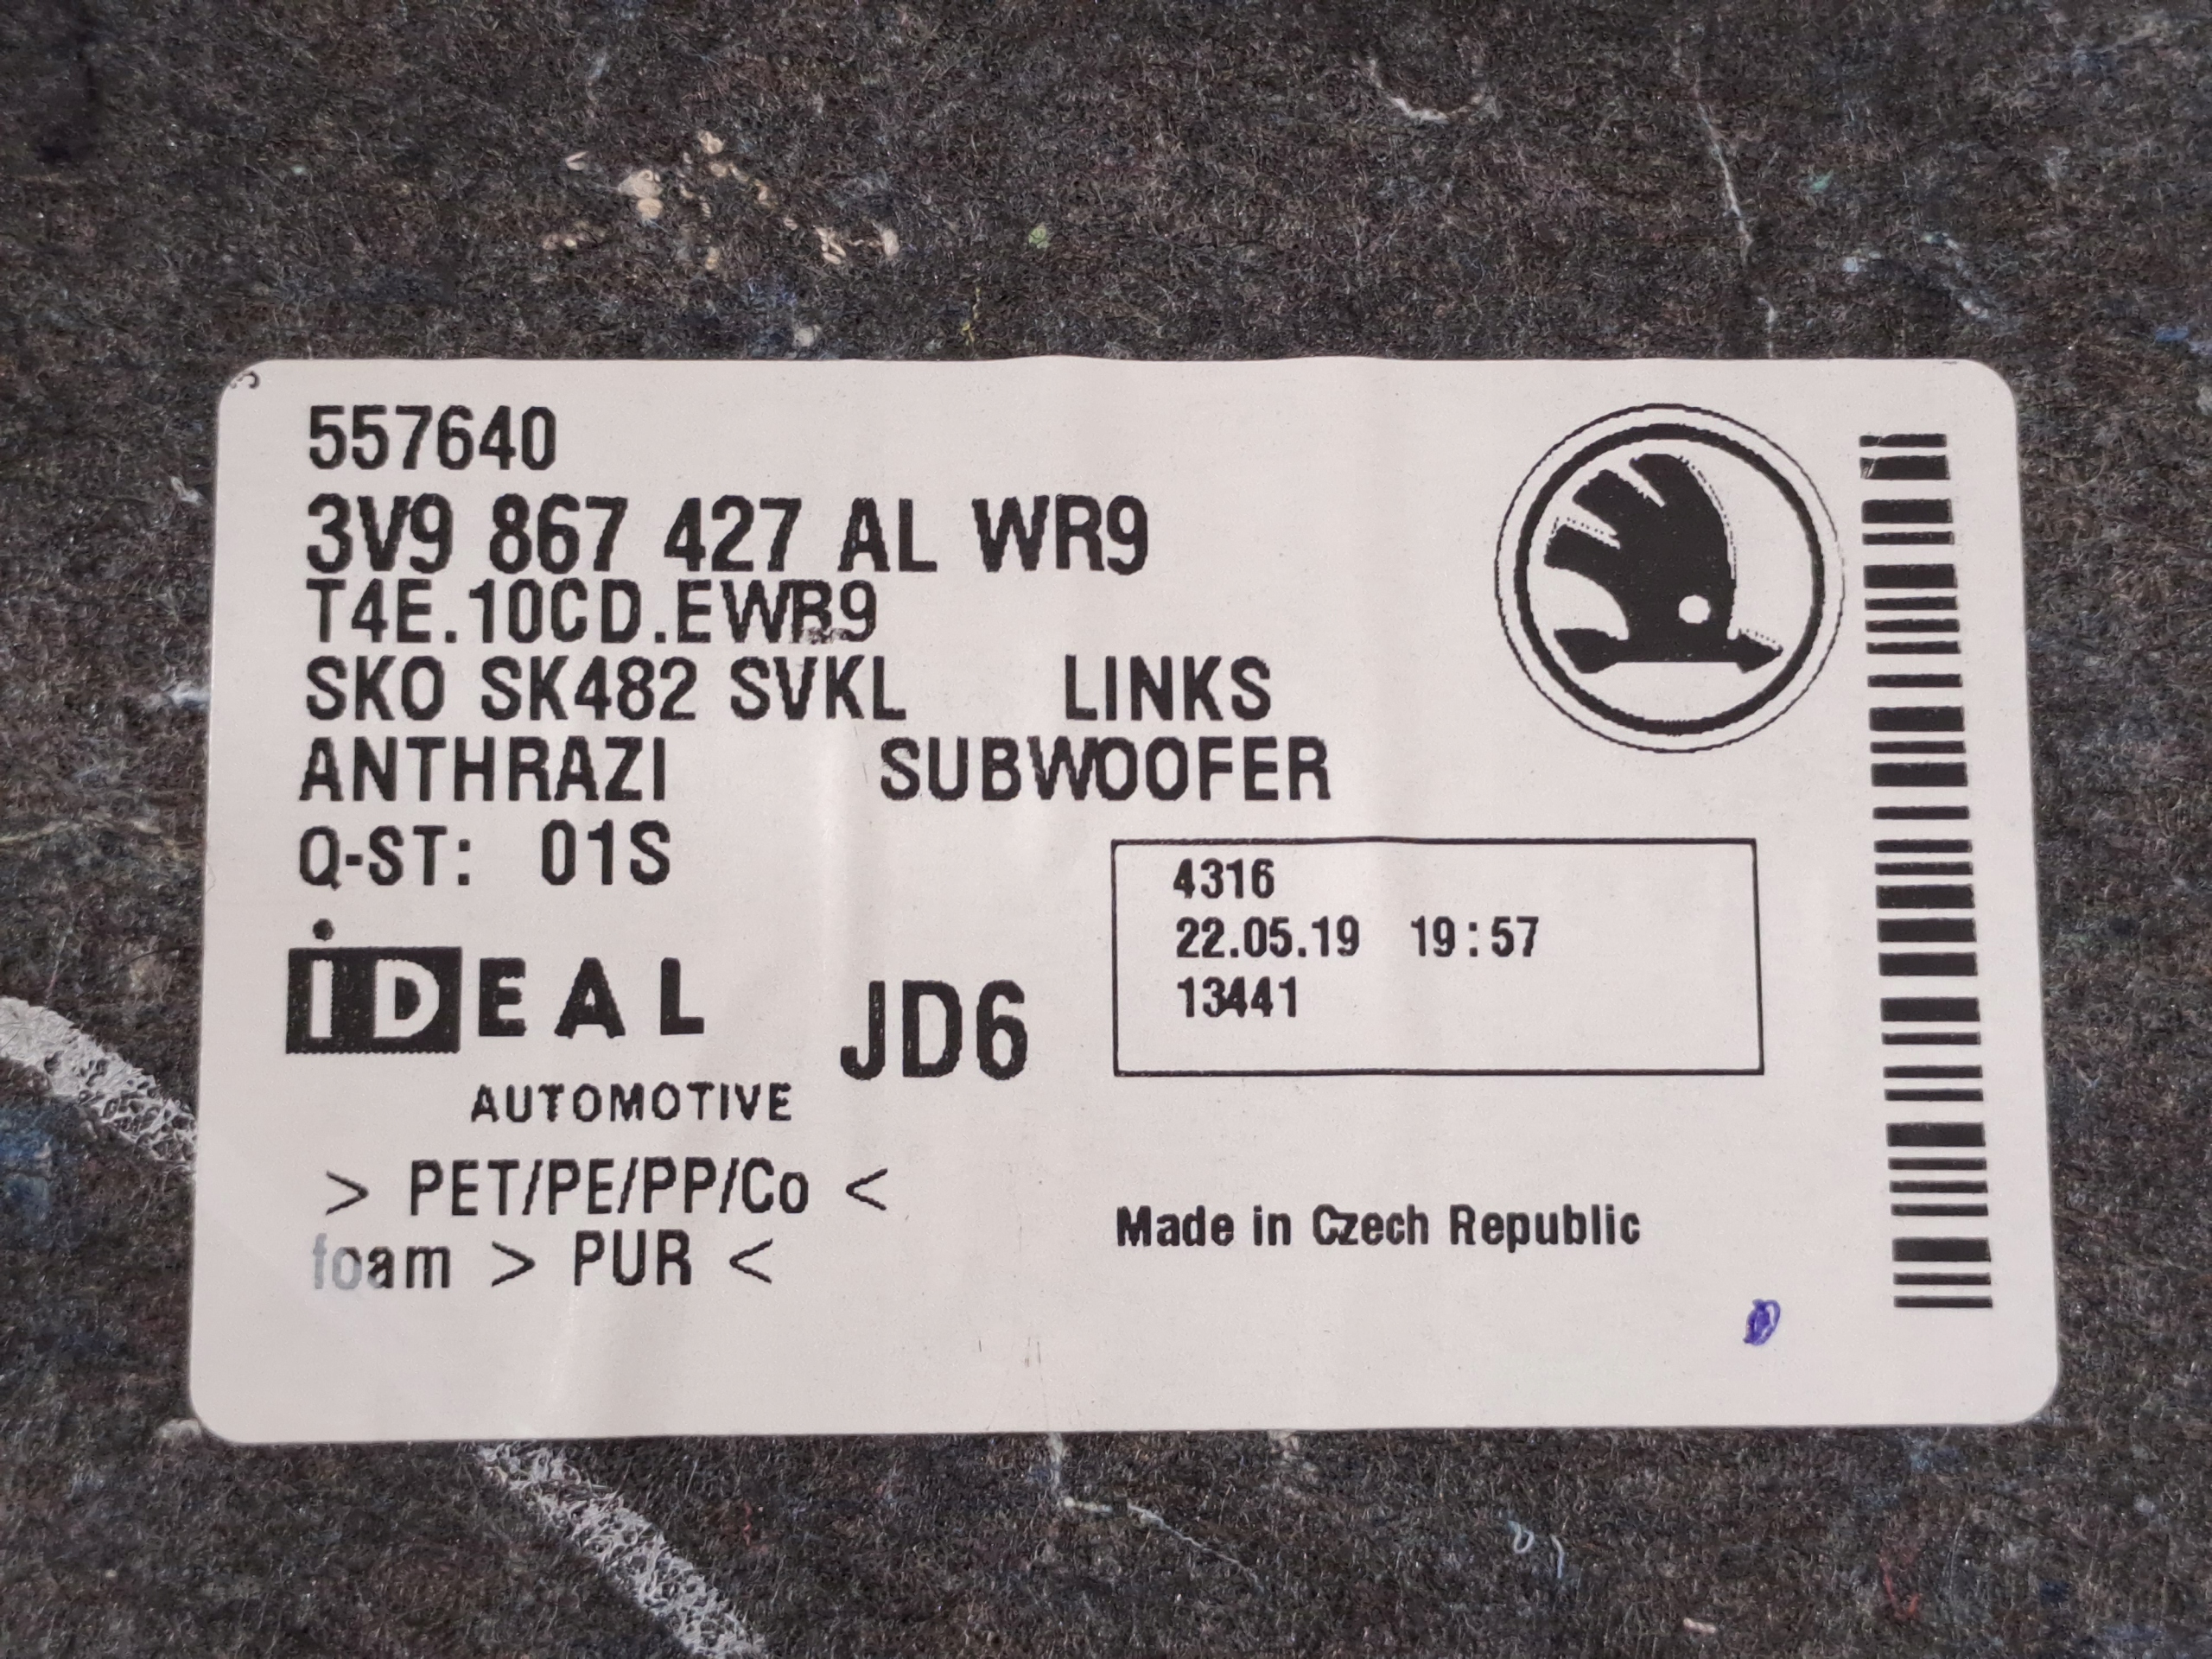 557640
3V9 867 427 AL WR9
T4E.10CD.EWR9
SKO SK482 SVKL LINKS
ANTHRAZI SUBWOOFER
Q-ST: 01S
4316
22.05.19 19:57
13441
iDEAL
AUTOMOTIVE
JD6
> PET/PE/PP/Co <
foam > PUR <
Made in Czech Republic